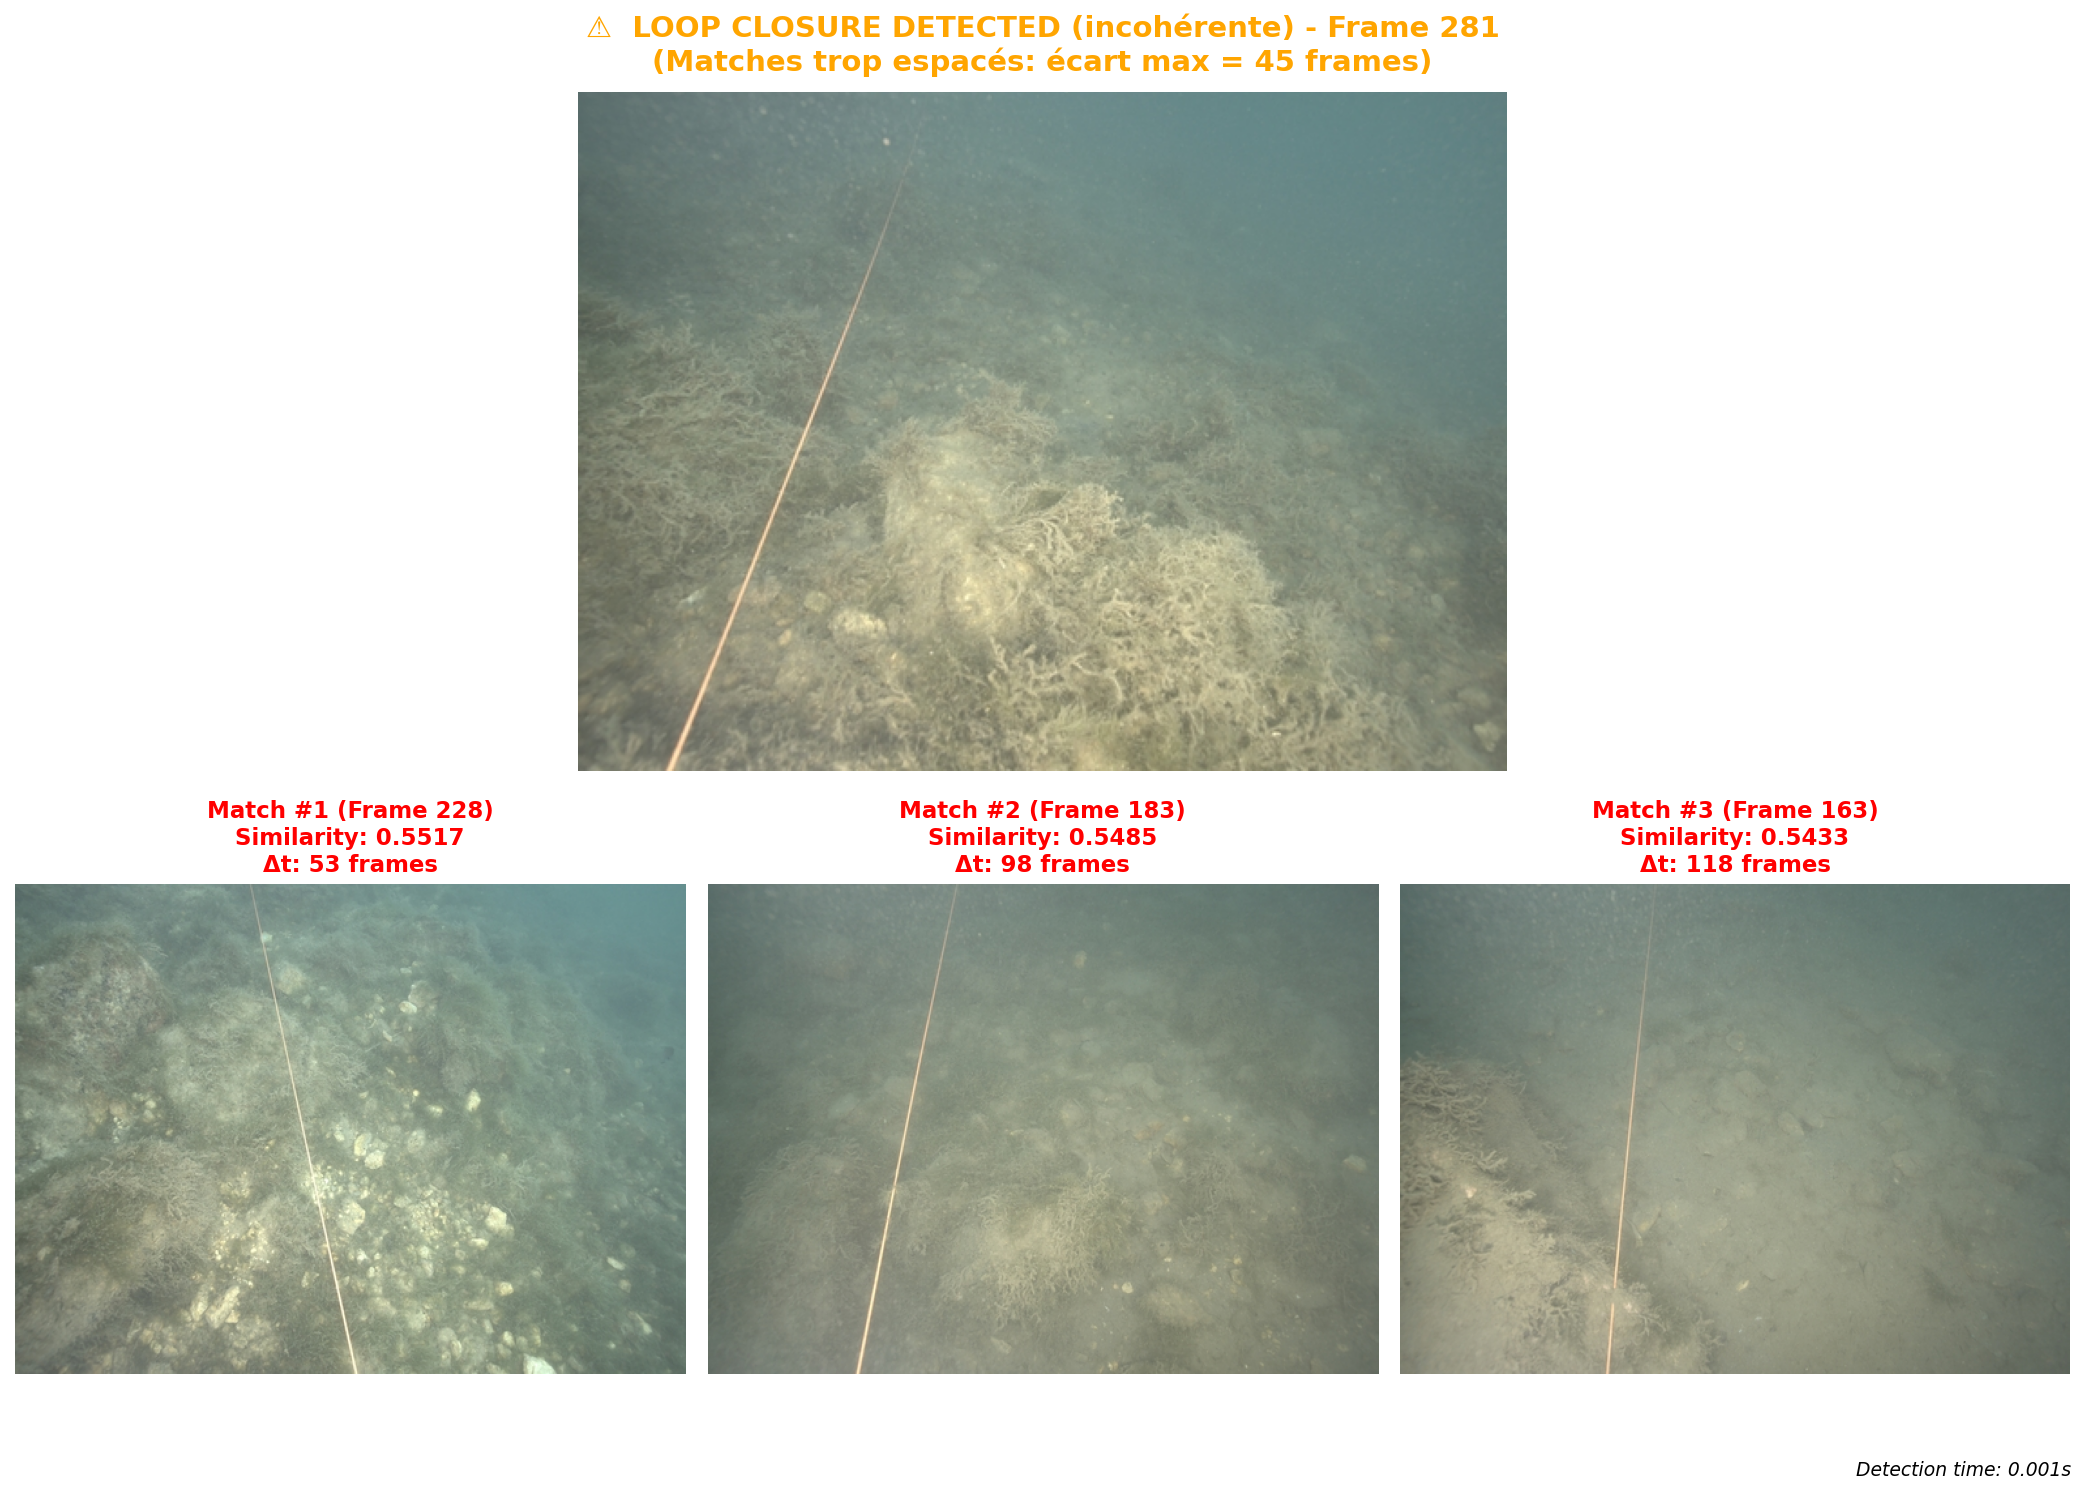 ⚠ LOOP CLOSURE DETECTED (incohérente) - Frame 281
(Matches trop espacés: écart max = 45 frames)
Match #1 (Frame 228)
Similarity: 0.5517
Δt: 53 frames
Match #2 (Frame 183)
Similarity: 0.5485
Δt: 98 frames
Match #3 (Frame 163)
Similarity: 0.5433
Δt: 118 frames
Detection time: 0.001s